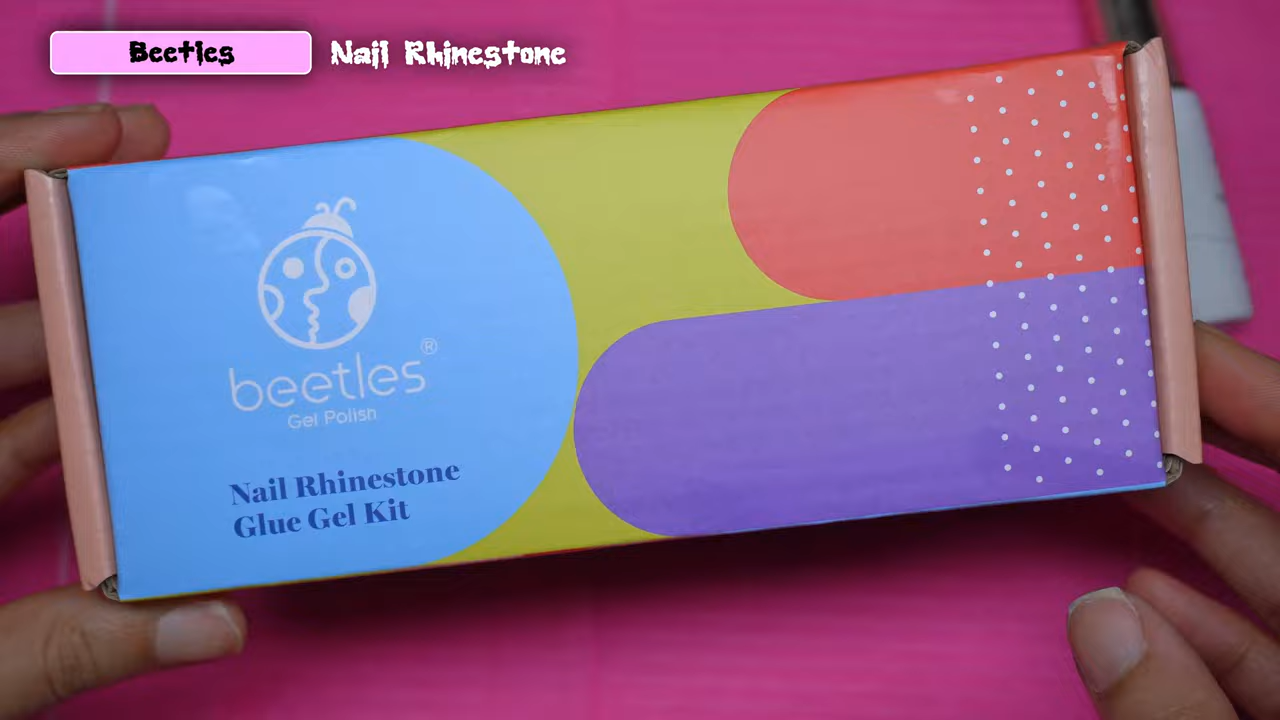 Beetles Nail Rhinestone
beetles®
Gel Polish
Nail Rhinestone
Glue Gel Kit